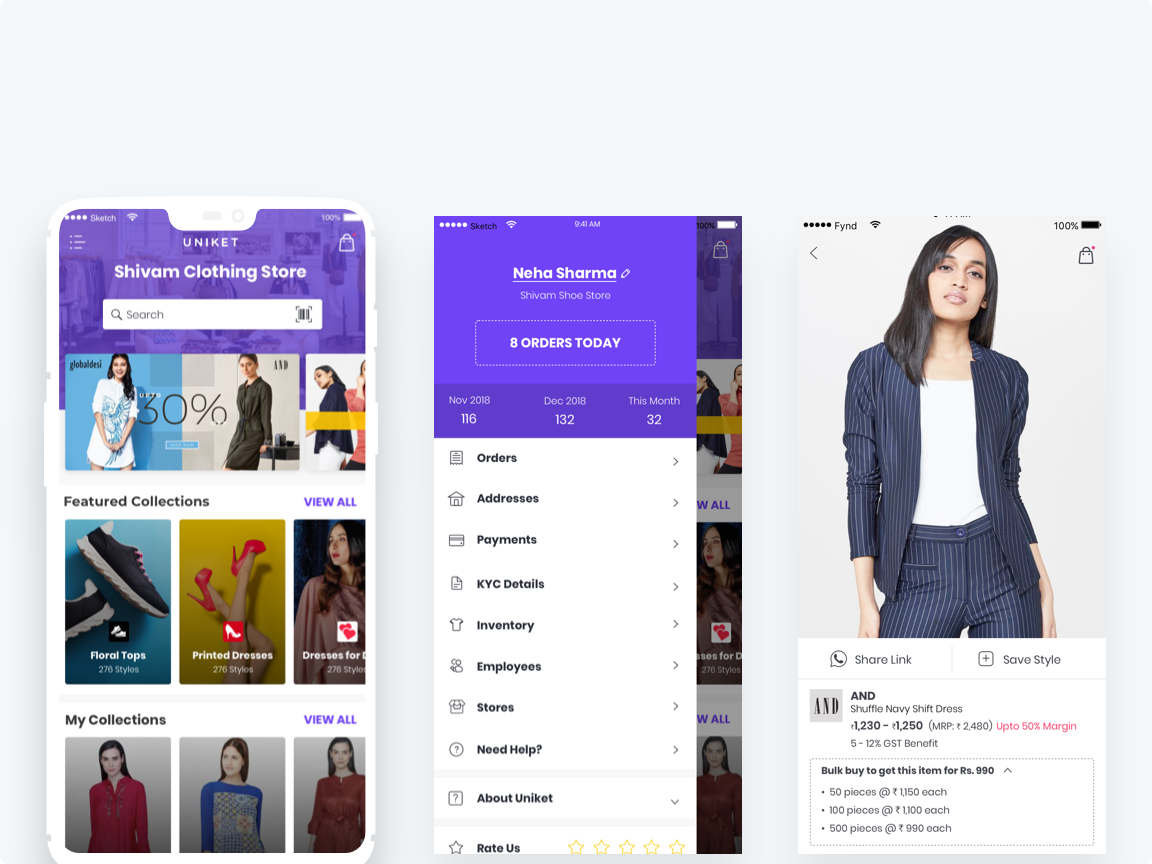 Sketch 100%
UNIKET
Shivam Clothing Store
Search
globaldesi
AND
UPTO
30%
SHOP NOW
Featured Collections VIEW ALL
Floral Tops
276 Styles
Printed Dresses
276 Styles
Dresses for D
276 Styles
My Collections VIEW ALL
Sketch 9:41 AM 100%
Neha Sharma
Shivam Shoe Store
8 ORDERS TODAY
Nov 2018 Dec 2018 This Month
116 132 32
Orders
Addresses
Payments
KYC Details
Inventory
Employees
Stores
Need Help?
About Uniket
Rate Us
W ALL
ses for D
276 Styles
W ALL
Fynd 100%
Share Link Save Style
AND
AND
Shuffle Navy Shift Dress
₹1,230 - ₹1,250 (MRP: ₹ 2,480) Upto 50% Margin
5 - 12% GST Benefit
Bulk buy to get this item for Rs. 990
• 50 pieces @ ₹ 1,150 each
• 100 pieces @ ₹ 1,100 each
• 500 pieces @ ₹ 990 each